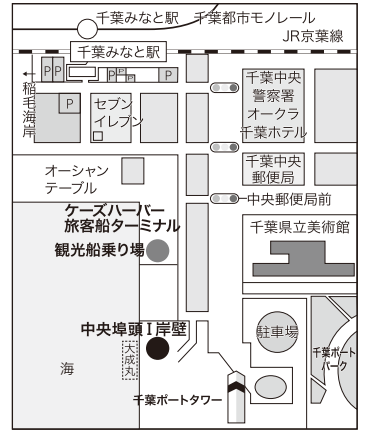 千葉みなと駅 千葉都市モノレール
JR京葉線
千葉みなと駅
←
稲毛海岸
P P
P
P
P
P
セブン
イレブン
千葉中央
警察署
オークラ
千葉ホテル
千葉中央
郵便局
オーシャン
テーブル
中央郵便局前
ケーズハーバー
旅客船ターミナル
観光船乗り場
千葉県立美術館
中央埠頭I岸壁
大成丸
海
駐車場
千葉ポート
パーク
千葉ポートタワー